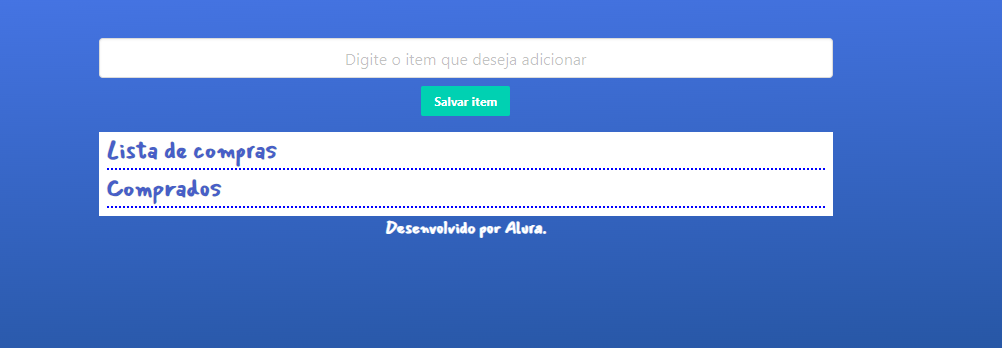 Digite o item que deseja adicionar
Salvar item
Lista de compras
Comprados
Desenvolvido por Alura.